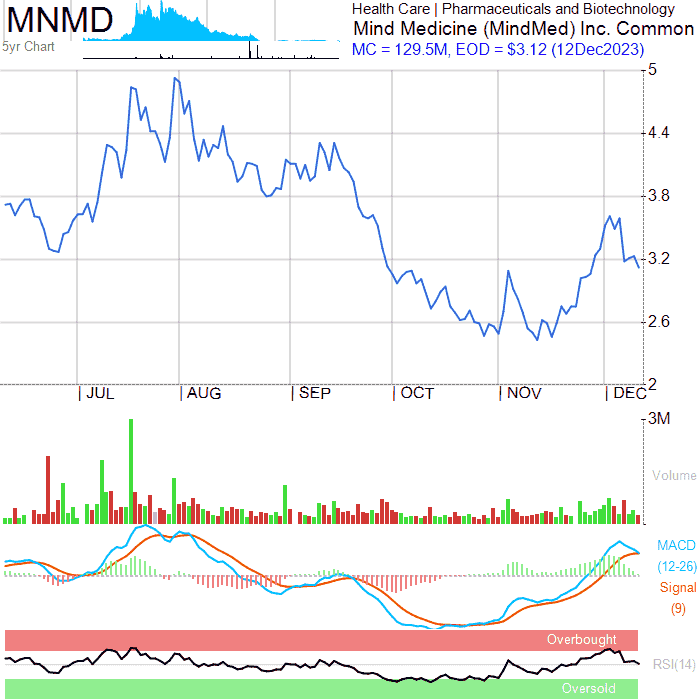 MNMD
Health Care | Pharmaceuticals and Biotechnology
Mind Medicine (MindMed) Inc. Common
5yr Chart
MC = 129.5M, EOD = $3.12 (12Dec2023)
5
4.4
3.8
3.2
2.6
2
| JUL | AUG | SEP | OCT | NOV | DEC
3M
Volume
MACD
(12-26)
Signal
(9)
Overbought
RSI(14)
Oversold